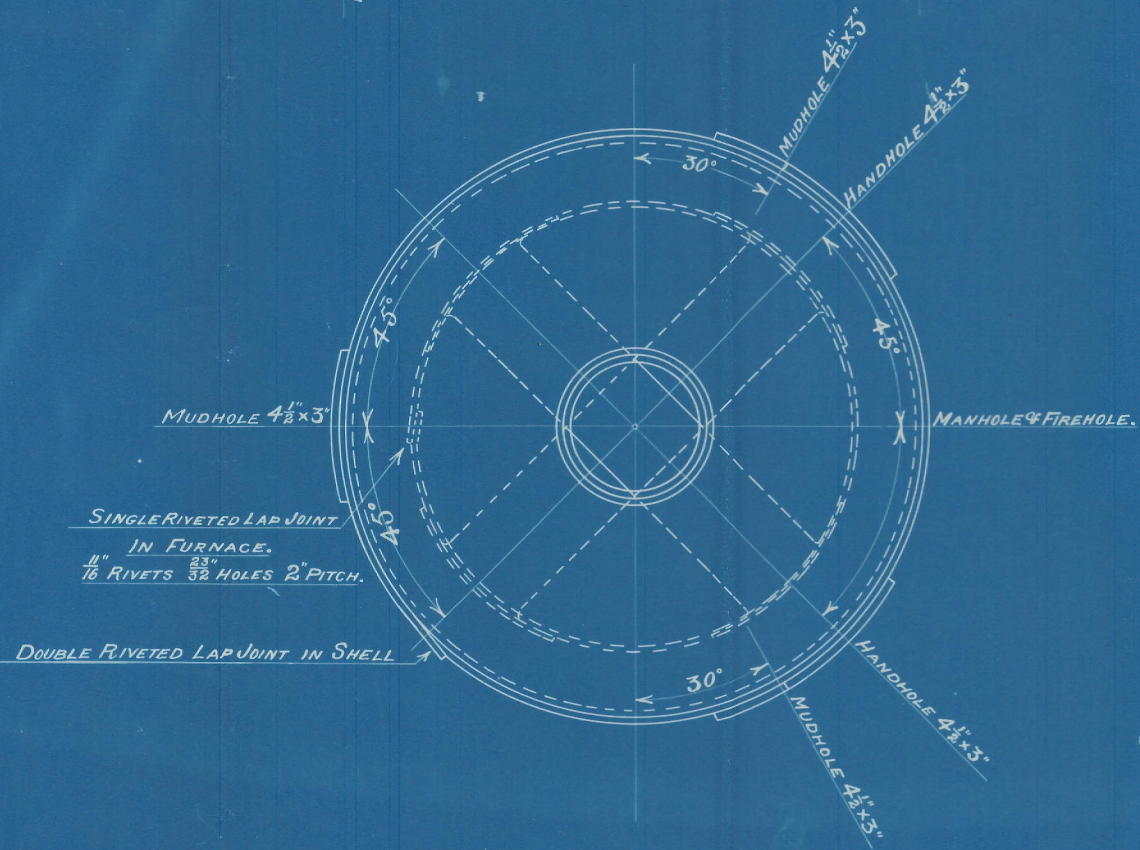 MUDHOLE 4½" × 3"
HANDHOLE 4½" × 3"
30°
45°
45°
MUDHOLE 4½" × 3"
MANHOLE & FIREHOLE.
SINGLE RIVETED LAP JOINT
IN FURNACE.
11/16" RIVETS 23/32" HOLES 2" PITCH.
45°
DOUBLE RIVETED LAP JOINT IN SHELL
30°
HANDHOLE 4½" × 3"
MUDHOLE 4½" × 3"